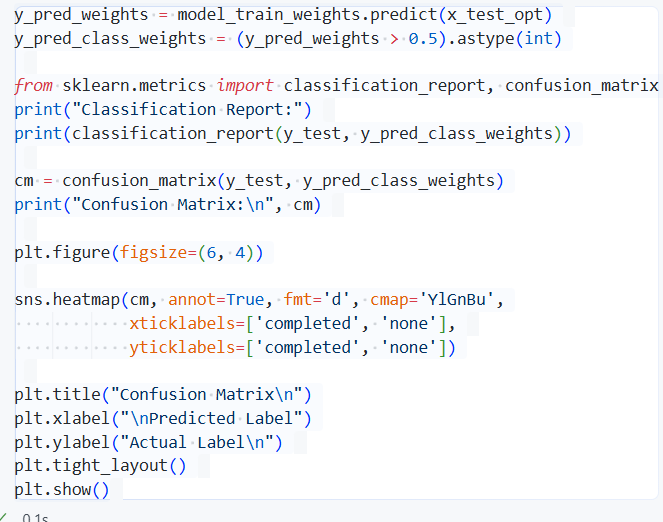 y_pred_weights = model_train_weights.predict(x_test_opt)
y_pred_class_weights = (y_pred_weights > 0.5).astype(int)
from sklearn.metrics import classification_report, confusion_matrix
print("Classification Report:")
print(classification_report(y_test, y_pred_class_weights))
cm = confusion_matrix(y_test, y_pred_class_weights)
print("Confusion Matrix:\n", cm)
plt.figure(figsize=(6, 4))
sns.heatmap(cm, annot=True, fmt='d', cmap='YlGnBu',
            xticklabels=['completed', 'none'],
            yticklabels=['completed', 'none'])
plt.title("Confusion Matrix\n")
plt.xlabel("\nPredicted Label")
plt.ylabel("Actual Label\n")
plt.tight_layout()
plt.show()
0.1s